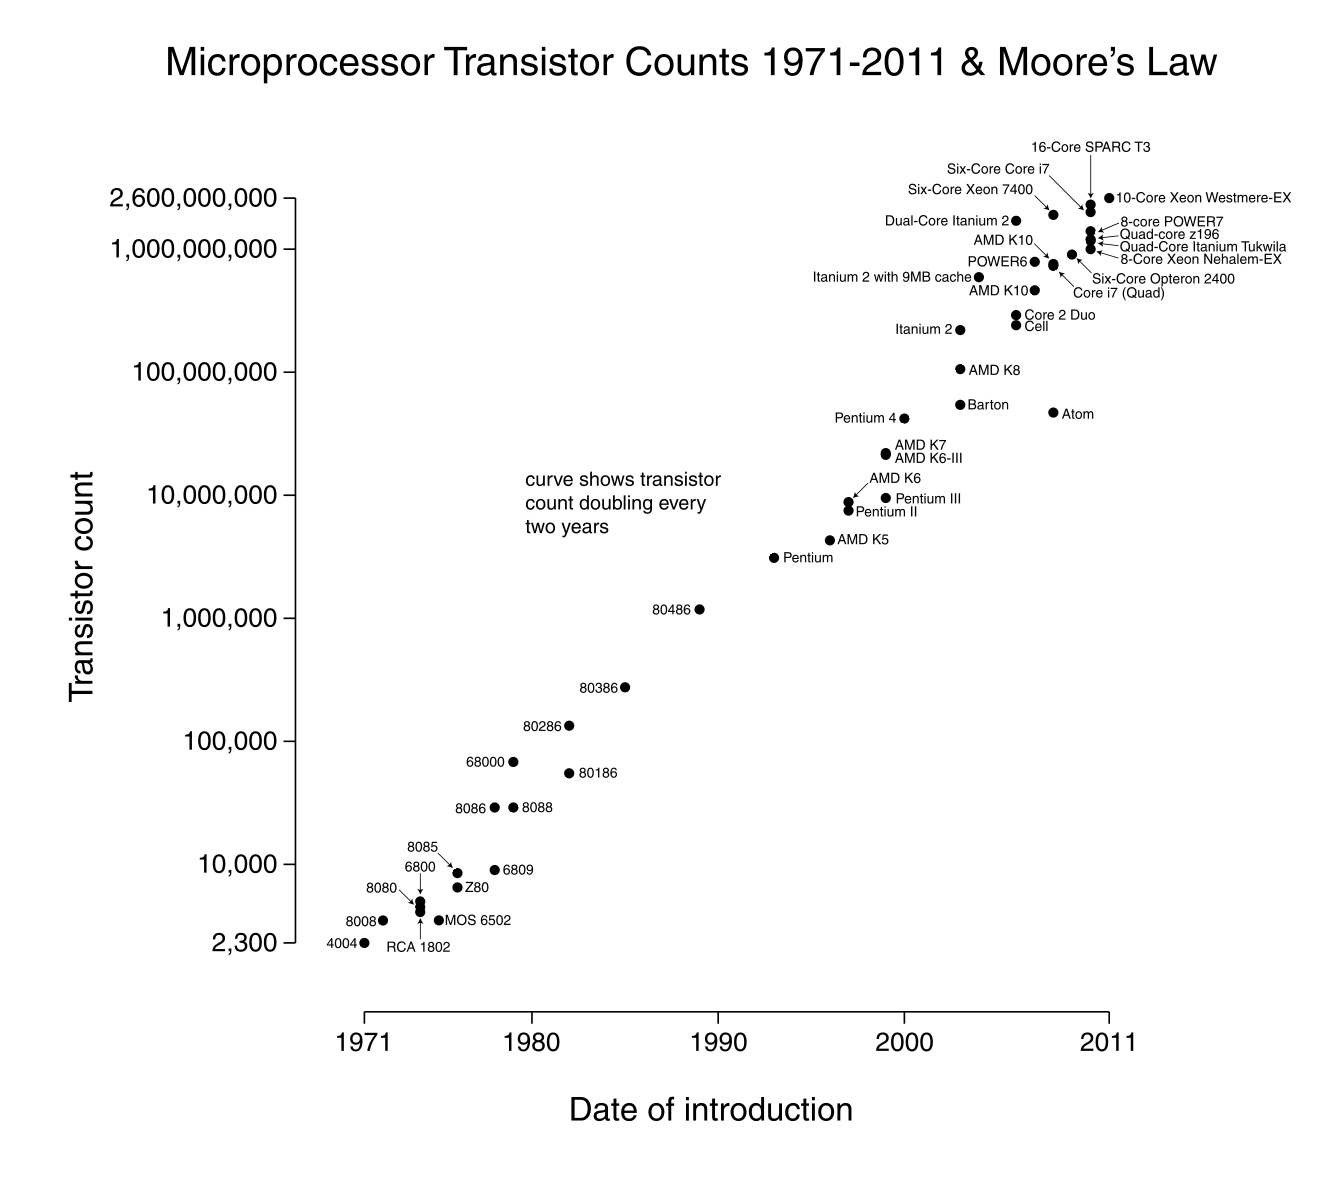 Microprocessor Transistor Counts 1971-2011 & Moore’s Law
16-Core SPARC T3
Six-Core Core i7
Six-Core Xeon 7400
2,600,000,000
10-Core Xeon Westmere-EX
Dual-Core Itanium 2
8-core POWER7
Quad-core z196
AMD K10
Quad-Core Itanium Tukwila
1,000,000,000
8-Core Xeon Nehalem-EX
POWER6
Itanium 2 with 9MB cache
Six-Core Opteron 2400
AMD K10
Core i7 (Quad)
Core 2 Duo
Cell
Itanium 2
100,000,000
AMD K8
Barton
Atom
Pentium 4
AMD K7
AMD K6-III
curve shows transistor
count doubling every
two years
AMD K6
10,000,000
Pentium III
Pentium II
AMD K5
Pentium
Transistor count
1,000,000
80486
80386
80286
100,000
68000
80186
8086
8088
8085
10,000
6800
6809
8080
Z80
8008
MOS 6502
2,300
4004
RCA 1802
1971
1980
1990
2000
2011
Date of introduction